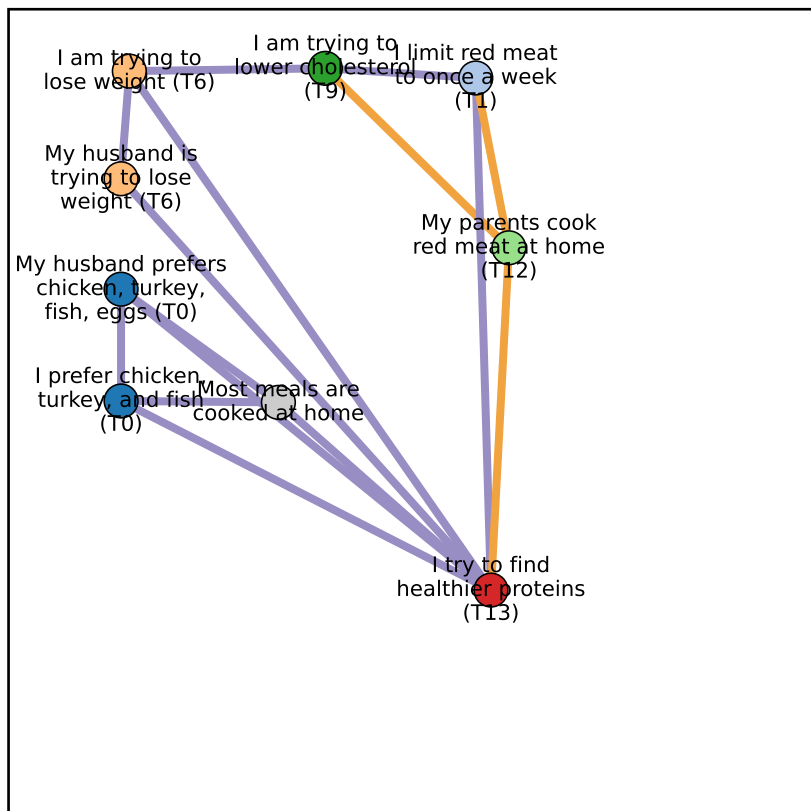 I am trying to
lose weight (T6)
I am trying to
lower cholesterol
(T9)
I limit red meat
to once a week
(T1)
My husband is
trying to lose
weight (T6)
My parents cook
red meat at home
(T12)
My husband prefers
chicken, turkey,
fish, eggs (T0)
I prefer chicken,
turkey, and fish
(T0)
Most meals are
cooked at home
I try to find
healthier proteins
(T13)